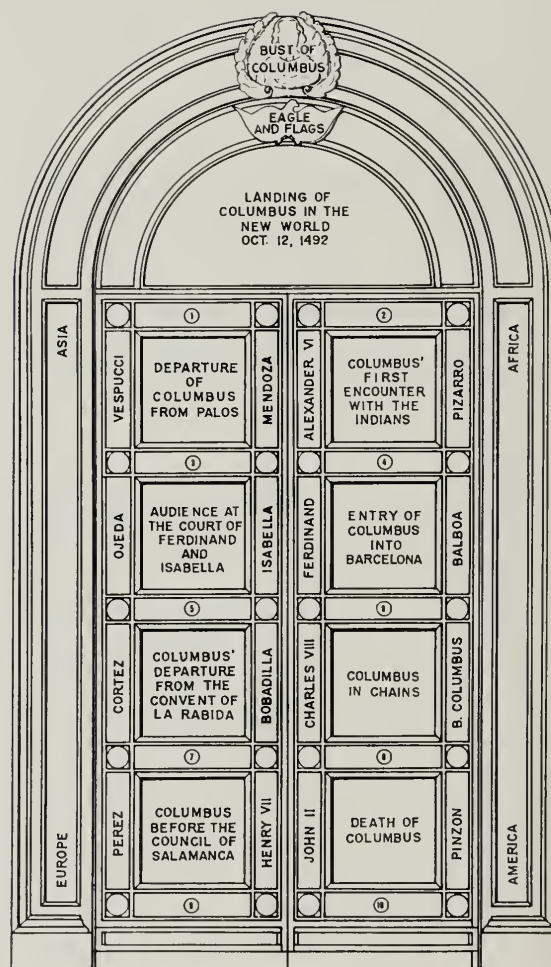 BUST OF
COLUMBUS
EAGLE
AND FLAGS
LANDING OF
COLUMBUS IN THE
NEW WORLD
OCT. 12, 1492
ASIA
EUROPE
1
VESPUCCI
DEPARTURE
OF
COLUMBUS
FROM PALOS
MENDOZA
2
ALEXANDER VI
COLUMBUS'
FIRST
ENCOUNTER
WITH THE
INDIANS
PIZARRO
AFRICA
AMERICA
3
OJEDA
AUDIENCE AT
THE COURT OF
FERDINAND
AND
ISABELLA
ISABELLA
4
FERDINAND
ENTRY OF
COLUMBUS
INTO
BARCELONA
BALBOA
5
CORTEZ
COLUMBUS'
DEPARTURE
FROM THE
CONVENT OF
LA RABIDA
BOBADILLA
6
CHARLES VIII
COLUMBUS
IN CHAINS
B. COLUMBUS
7
PEREZ
COLUMBUS
BEFORE THE
COUNCIL OF
SALAMANCA
HENRY VII
8
JOHN II
DEATH OF
COLUMBUS
PINZON
9
10